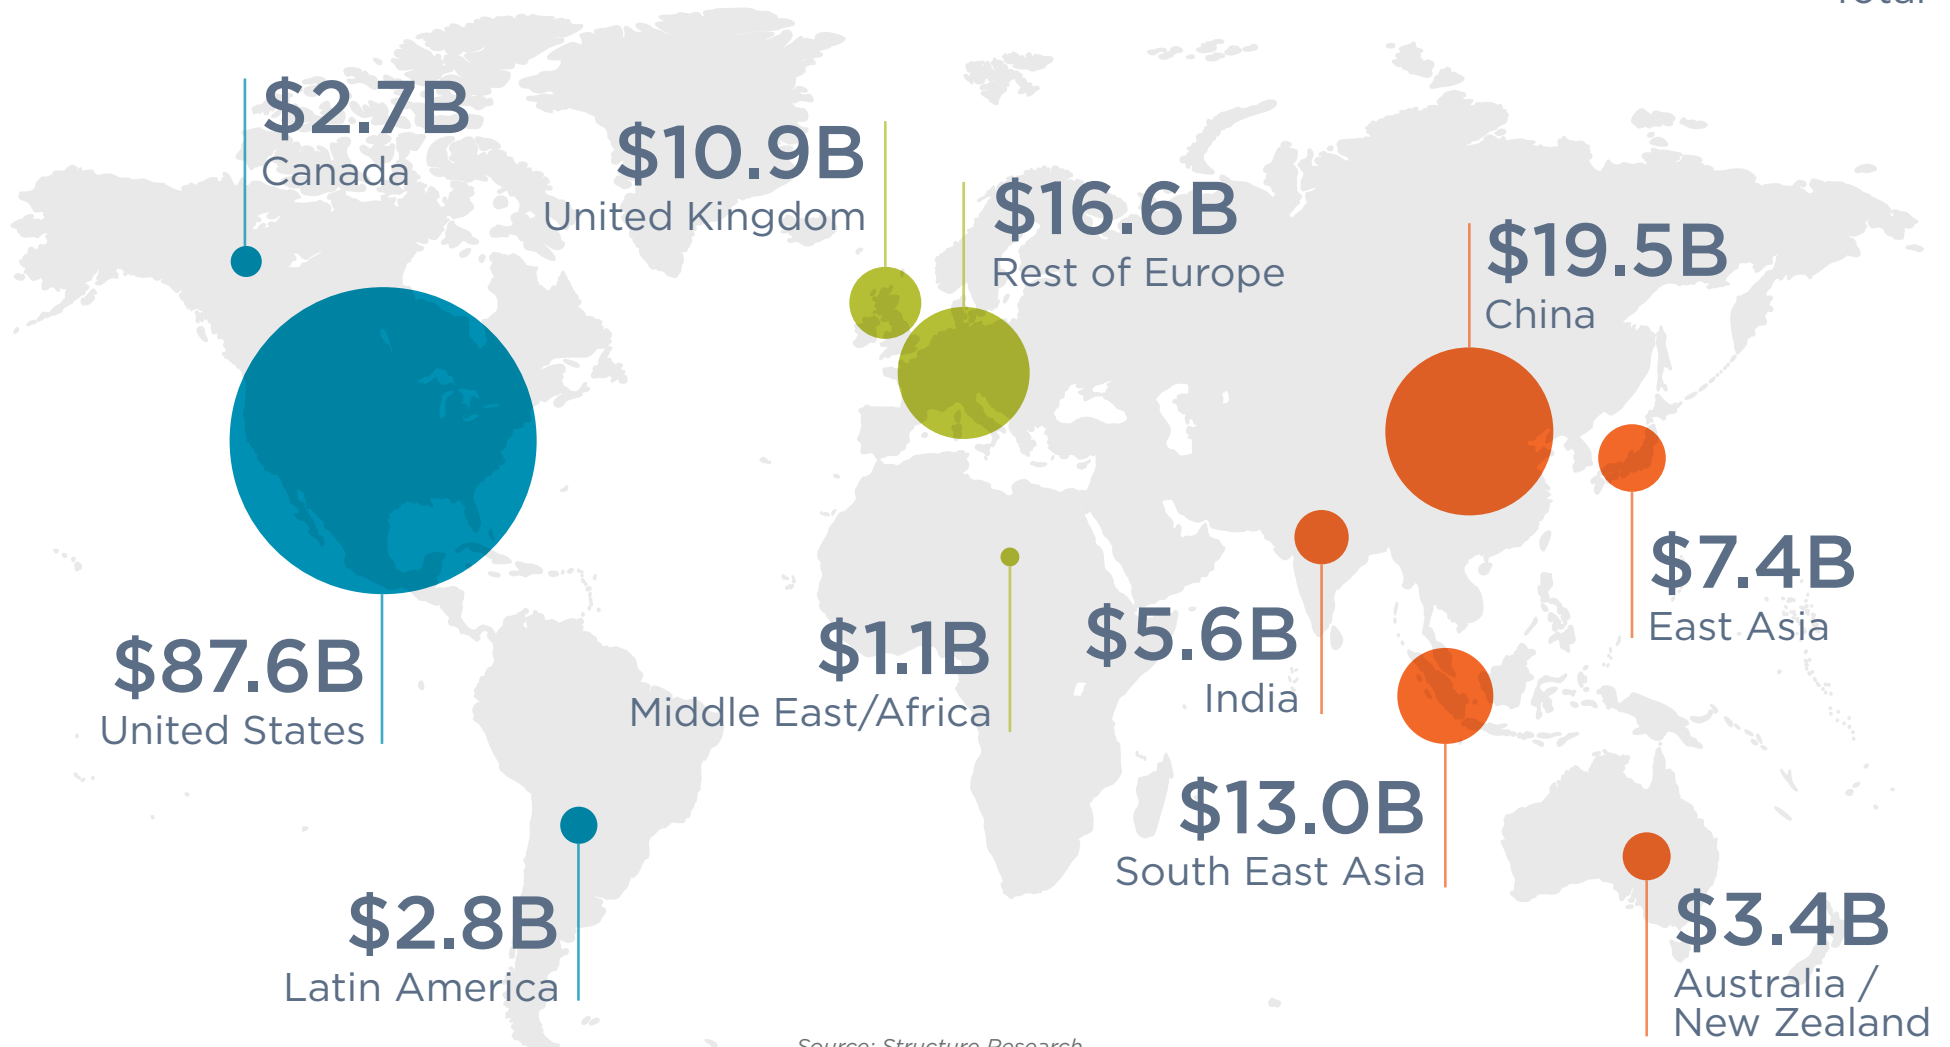 Total
$2.7B
Canada
$10.9B
United Kingdom
$16.6B
Rest of Europe
$19.5B
China
$87.6B
United States
$1.1B
Middle East/Africa
$5.6B
India
$7.4B
East Asia
$13.0B
South East Asia
$2.8B
Latin America
$3.4B
Australia /
New Zealand
Source: Structure Research